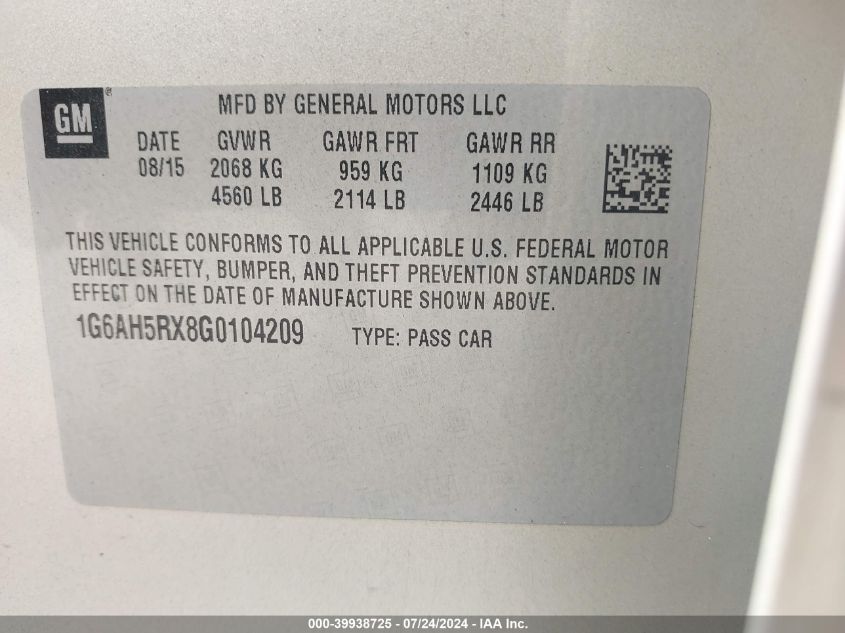 GM ® MFD BY GENERAL MOTORS LLC
DATE GVWR GAWR FRT GAWR RR
08/15 2068 KG 959 KG 1109 KG
4560 LB 2114 LB 2446 LB
THIS VEHICLE CONFORMS TO ALL APPLICABLE U.S. FEDERAL MOTOR
VEHICLE SAFETY, BUMPER, AND THEFT PREVENTION STANDARDS IN
EFFECT ON THE DATE OF MANUFACTURE SHOWN ABOVE.
1G6AH5RX8G0104209 TYPE: PASS CAR
000-39938725 - 07/24/2024 - IAA Inc.